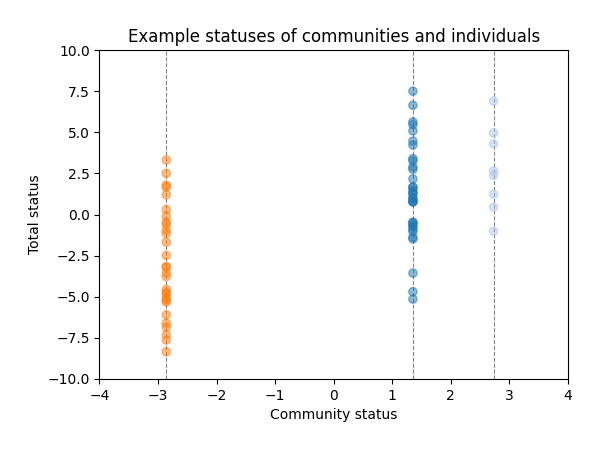 Example statuses of communities and individuals
10.0
7.5
5.0
2.5
0.0
−2.5
−5.0
−7.5
−10.0
Total status
−4 −3 −2 −1 0 1 2 3 4
Community status